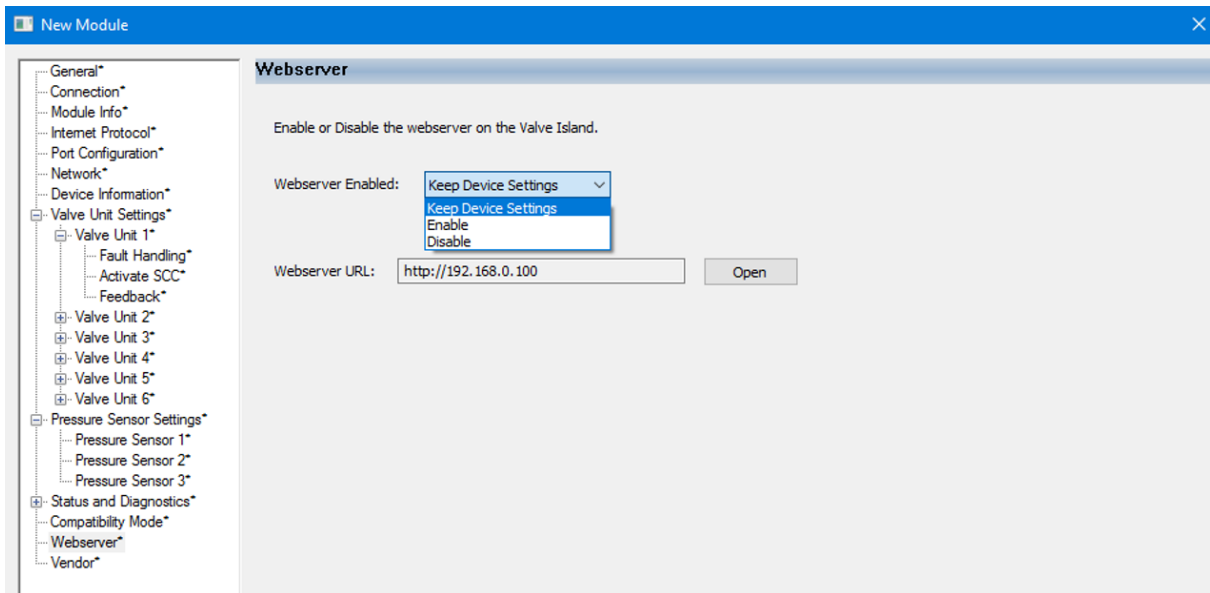 New Module
General*
Connection*
Module Info*
Internet Protocol*
Port Configuration*
Network*
Device Information*
Valve Unit Settings*
Valve Unit 1*
Fault Handling*
Activate SCC*
Feedback*
Valve Unit 2*
Valve Unit 3*
Valve Unit 4*
Valve Unit 5*
Valve Unit 6*
Pressure Sensor Settings*
Pressure Sensor 1*
Pressure Sensor 2*
Pressure Sensor 3*
Status and Diagnostics*
Compatibility Mode*
Webserver*
Vendor*
Webserver
Enable or Disable the webserver on the Valve Island.
Webserver Enabled: Keep Device Settings
Keep Device Settings
Enable
Disable
Webserver URL: http://192.168.0.100 Open